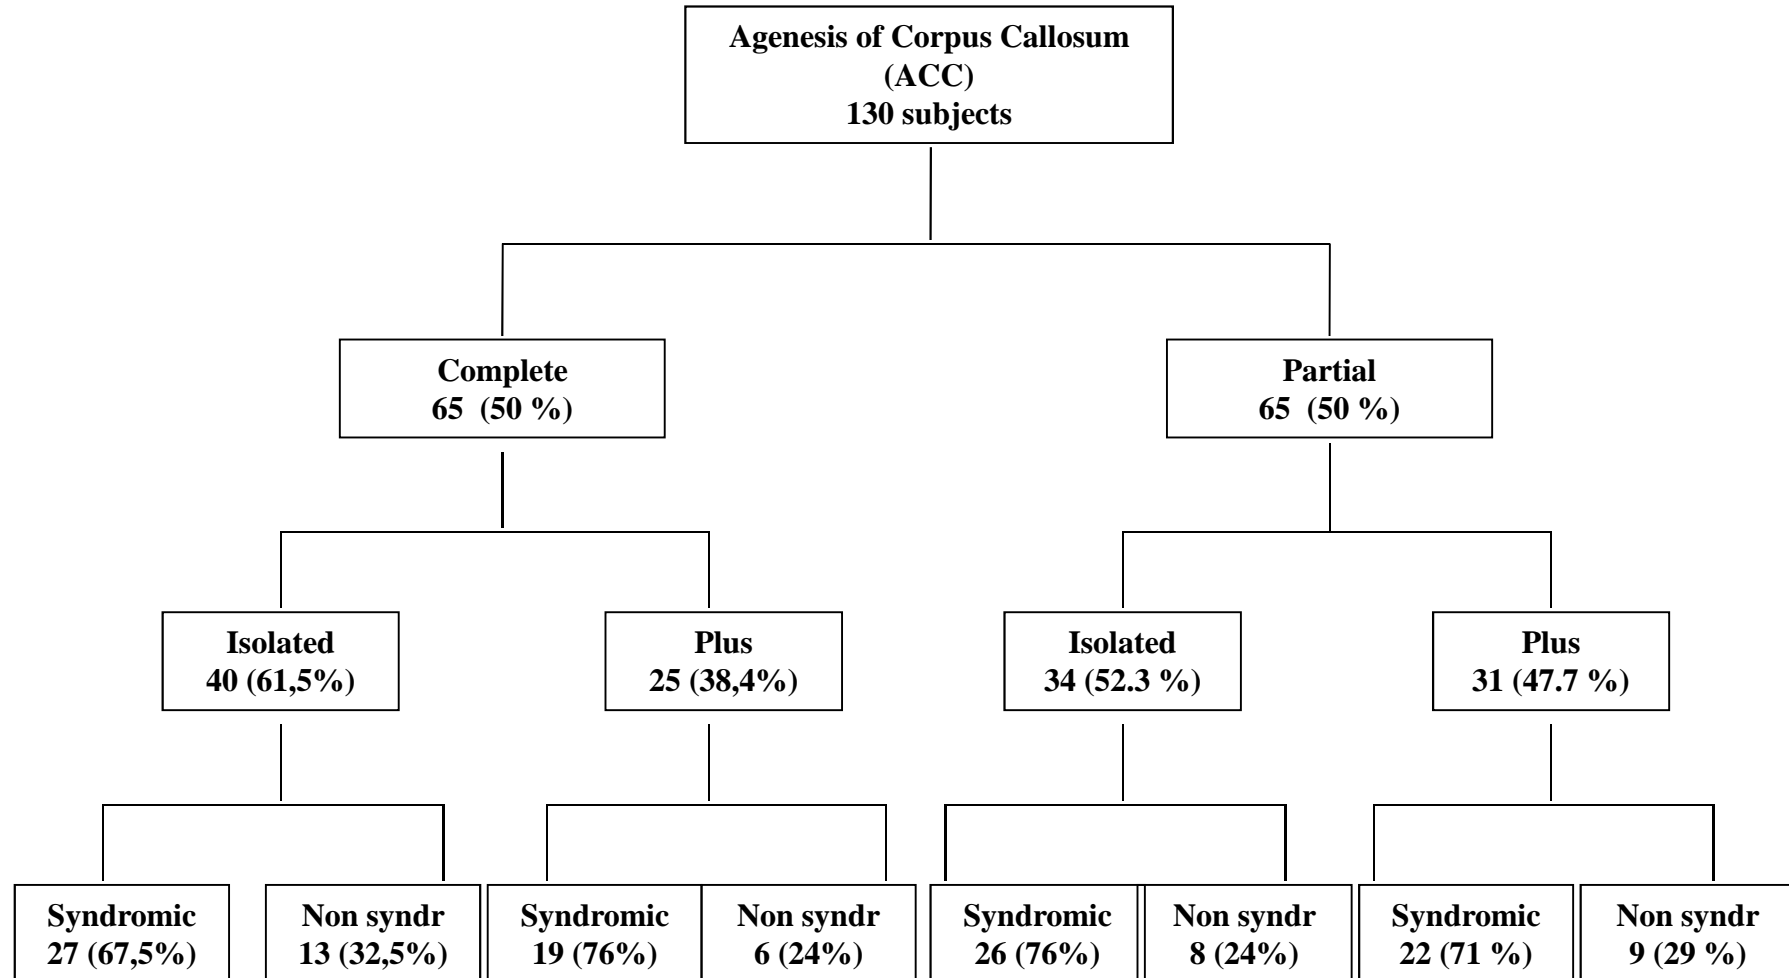 Agenesis of Corpus Callosum
(ACC)
130 subjects
Complete
65 (50 %)
Partial
65 (50 %)
Isolated
40 (61,5%)
Plus
25 (38,4%)
Isolated
34 (52.3 %)
Plus
31 (47.7 %)
Syndromic
27 (67,5%)
Non syndr
13 (32,5%)
Syndromic
19 (76%)
Non syndr
6 (24%)
Syndromic
26 (76%)
Non syndr
8 (24%)
Syndromic
22 (71 %)
Non syndr
9 (29 %)